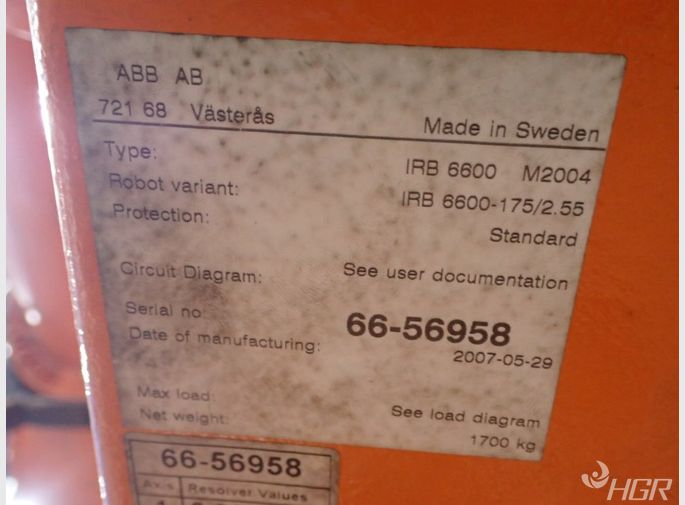 ABB AB
721 68 Västerås Made in Sweden
Type: IRB 6600 M2004
Robot variant: IRB 6600-175/2.55
Protection: Standard
Circuit Diagram: See user documentation
Serial no: 66-56958
Date of manufacturing: 2007-05-29
Max load: See load diagram
Net weight: 1700 kg
66-56958
Axis Resolver Values
HGR